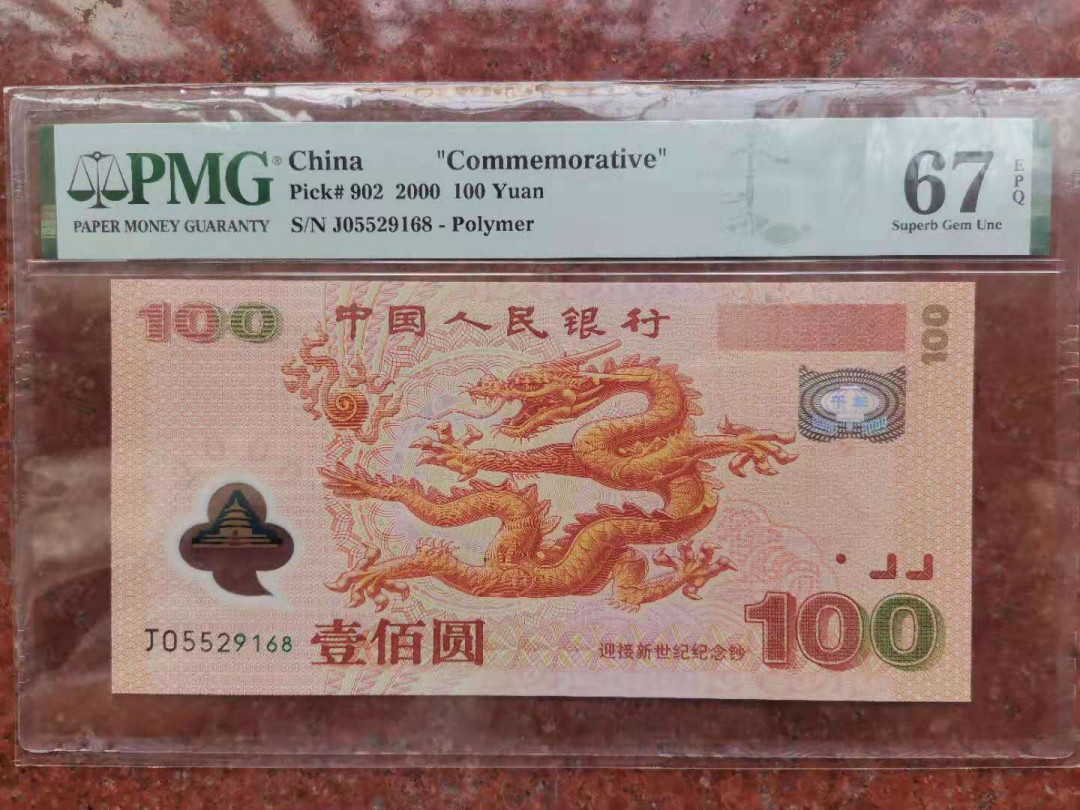 PMG® China "Commemorative"
Pick# 902 2000 100 Yuan
PAPER MONEY GUARANTY S/N J05529168 - Polymer
67
EPQ
Superb Gem Unc
100 中国人民银行 100
千年
J05529168 壹佰圆 迎接新世纪纪念钞 100